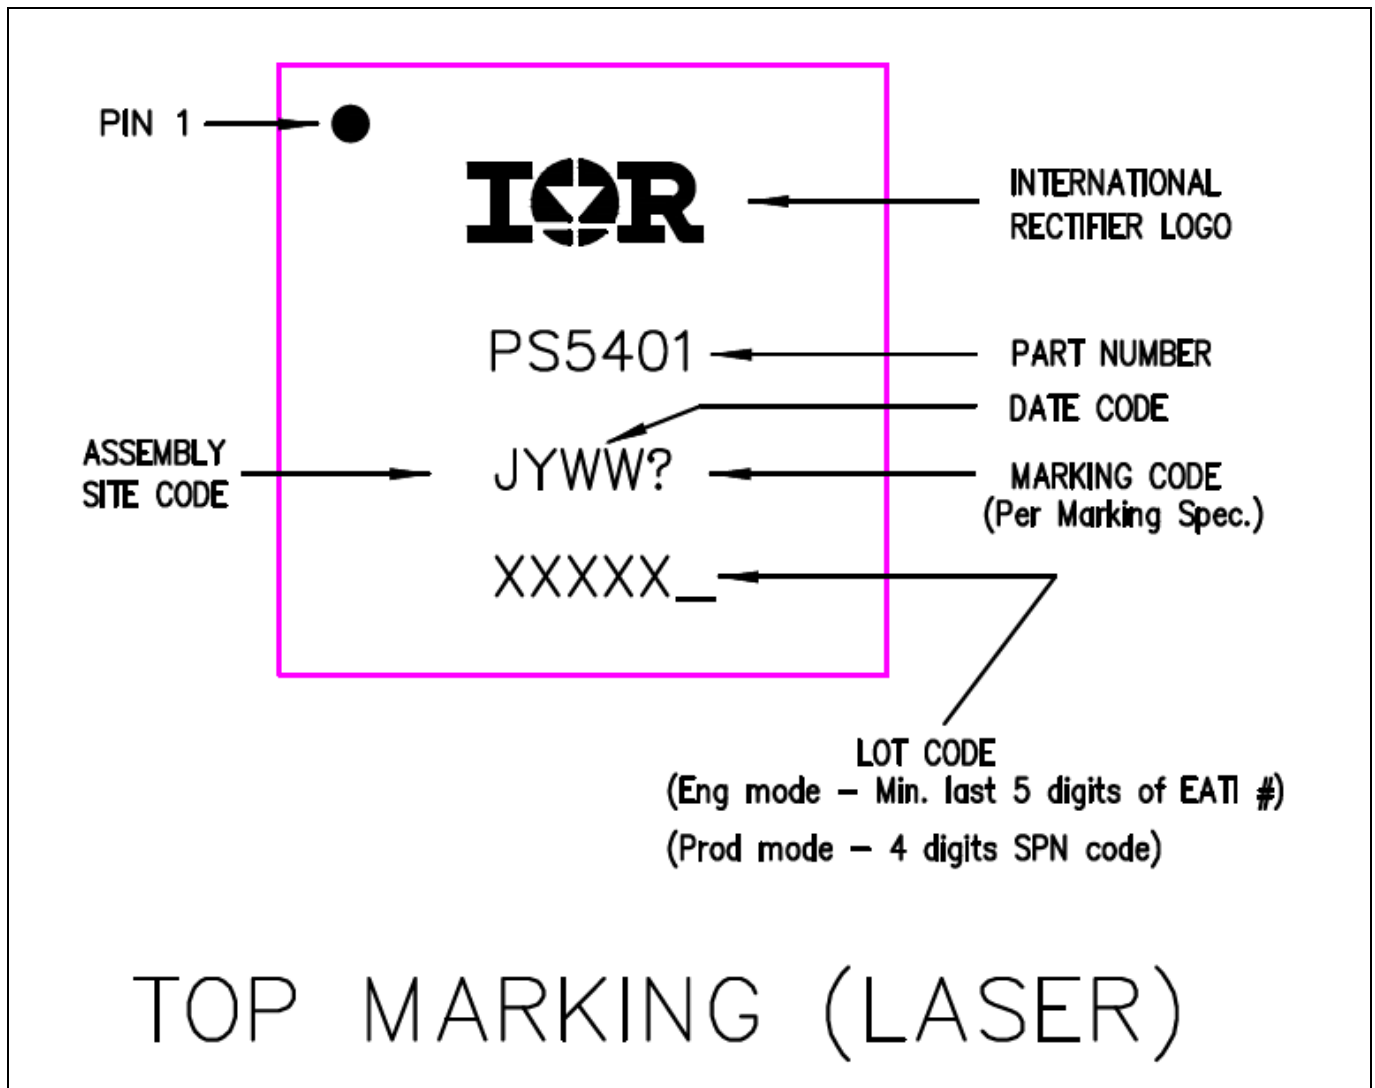 PIN 1
IOR
INTERNATIONAL
RECTIFIER LOGO
PS5401
PART NUMBER
DATE CODE
ASSEMBLY
SITE CODE
JYWW?
MARKING CODE
(Per Marking Spec.)
XXXXX_
LOT CODE
(Eng mode – Min. last 5 digits of EATI #)
(Prod mode – 4 digits SPN code)
TOP MARKING (LASER)